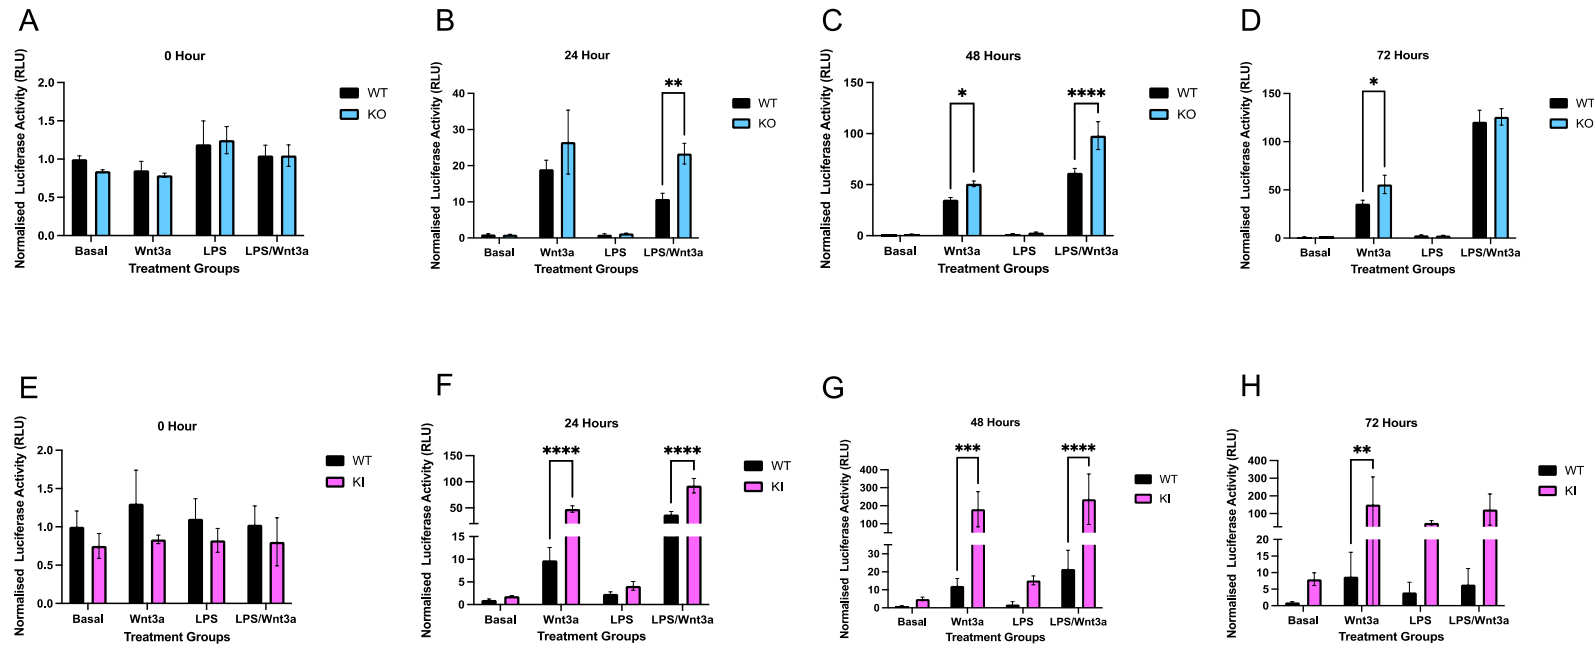 A
0 Hour
Normalised Luciferase Activity (RLU)
2.0
1.5
1.0
0.5
0.0
Basal Wnt3a LPS LPS/Wnt3a
Treatment Groups
WT
KO
B
24 Hour
Normalised Luciferase Activity (RLU)
40
30
20
10
0
**
Basal Wnt3a LPS LPS/Wnt3a
Treatment Groups
WT
KO
C
48 Hours
Normalised Luciferase Activity (RLU)
150
100
50
0
* ****
Basal Wnt3a LPS LPS/Wnt3a
Treatment Groups
WT
KO
D
72 Hours
Normalised Luciferase Activity (RLU)
150
100
50
0
*
Basal Wnt3a LPS LPS/Wnt3a
Treatment Groups
WT
KO
E
0 Hour
Normalised Luciferase Activity (RLU)
2.0
1.5
1.0
0.5
0.0
Basal Wnt3a LPS LPS/Wnt3a
Treatment Groups
WT
KI
F
24 Hours
Normalised Luciferase Activity (RLU)
150
100
50
15
10
5
0
**** ****
Basal Wnt3a LPS LPS/Wnt3a
Treatment Groups
WT
KI
G
48 Hours
Normalised Luciferase Activity (RLU)
400
300
200
100
30
20
10
0
*** ****
Basal Wnt3a LPS LPS/Wnt3a
Treatment Groups
WT
KI
H
72 Hours
Normalised Luciferase Activity (RLU)
400
300
200
100
20
15
10
5
0
**
Basal Wnt3a LPS LPS/Wnt3a
Treatment Groups
WT
KI